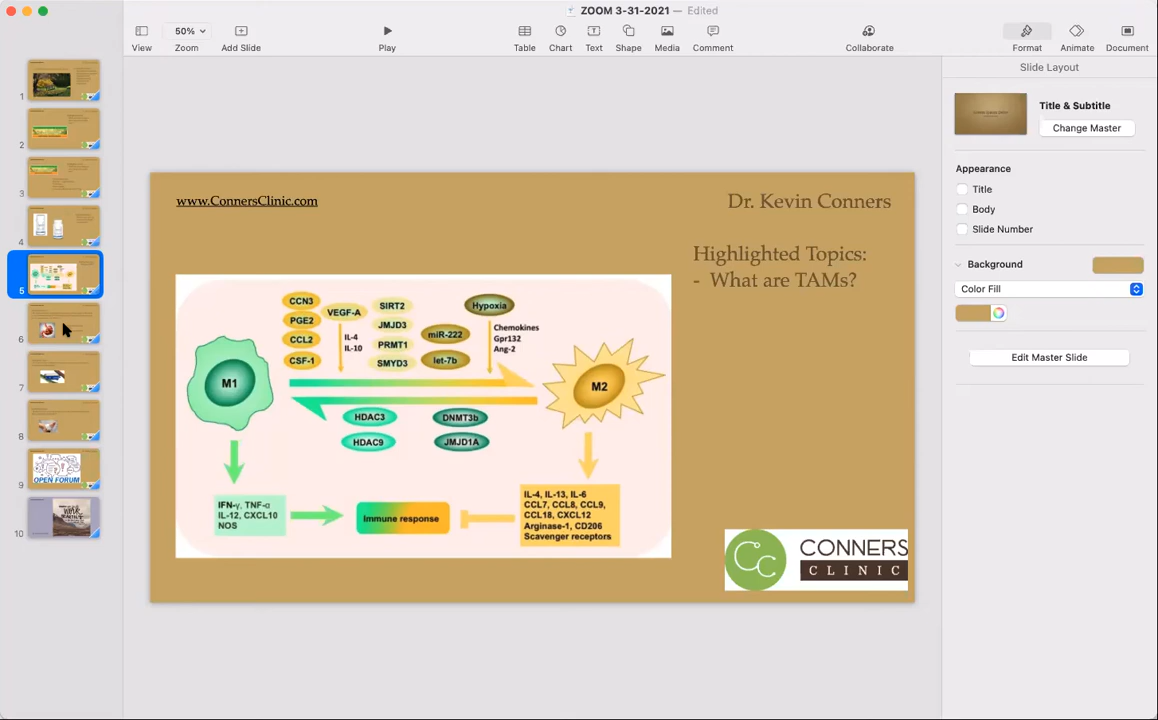 ZOOM 3-31-2021 — Edited
View
50%
Zoom
Add Slide
Play
Table
Chart
Text
Shape
Media
Comment
Collaborate
Format
Animate
Document
1
2
3
4
5
6
7
8
9
10
OPEN FORUM
www.ConnersClinic.com
Dr. Kevin Conners
Highlighted Topics:
- What are TAMs?
CCN3
PGE2
CCL2
CSF-1
VEGF-A
IL-4
IL-10
SIRT2
JMJD3
PRMT1
SMYD3
miR-222
let-7b
Hypoxia
Chemokines
Gpr132
Ang-2
M1
M2
HDAC3
HDAC9
DNMT3b
JMJD1A
IFN-γ, TNF-α
IL-12, CXCL10
NOS
Immune response
IL-4, IL-13, IL-6
CCL7, CCL8, CCL9,
CCL18, CXCL12
Arginase-1, CD206
Scavenger receptors
CC
CONNERS
CLINIC
Slide Layout
Title & Subtitle
Change Master
Appearance
Title
Body
Slide Number
Background
Color Fill
Edit Master Slide